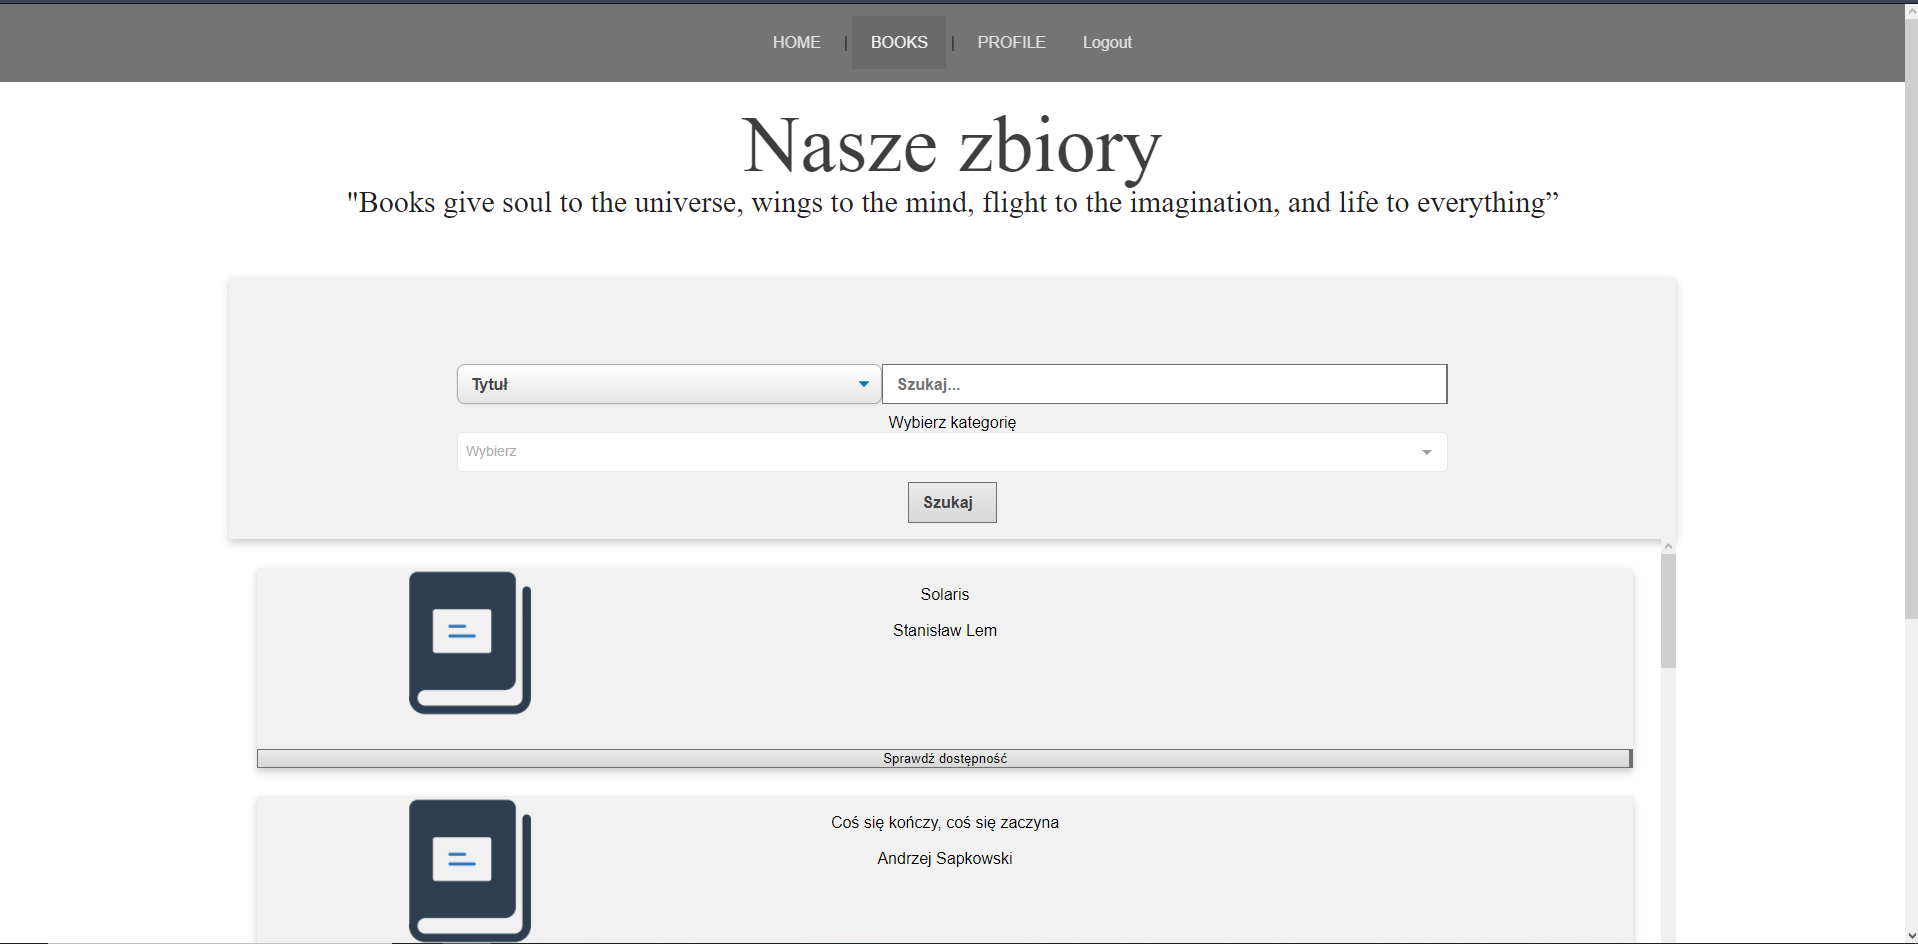 HOME | BOOKS | PROFILE Logout
Nasze zbiory
"Books give soul to the universe, wings to the mind, flight to the imagination, and life to everything”
Tytuł Szukaj...
Wybierz kategorię
Wybierz
Szukaj
Solaris
Stanisław Lem
Sprawdź dostępność
Coś się kończy, coś się zaczyna
Andrzej Sapkowski